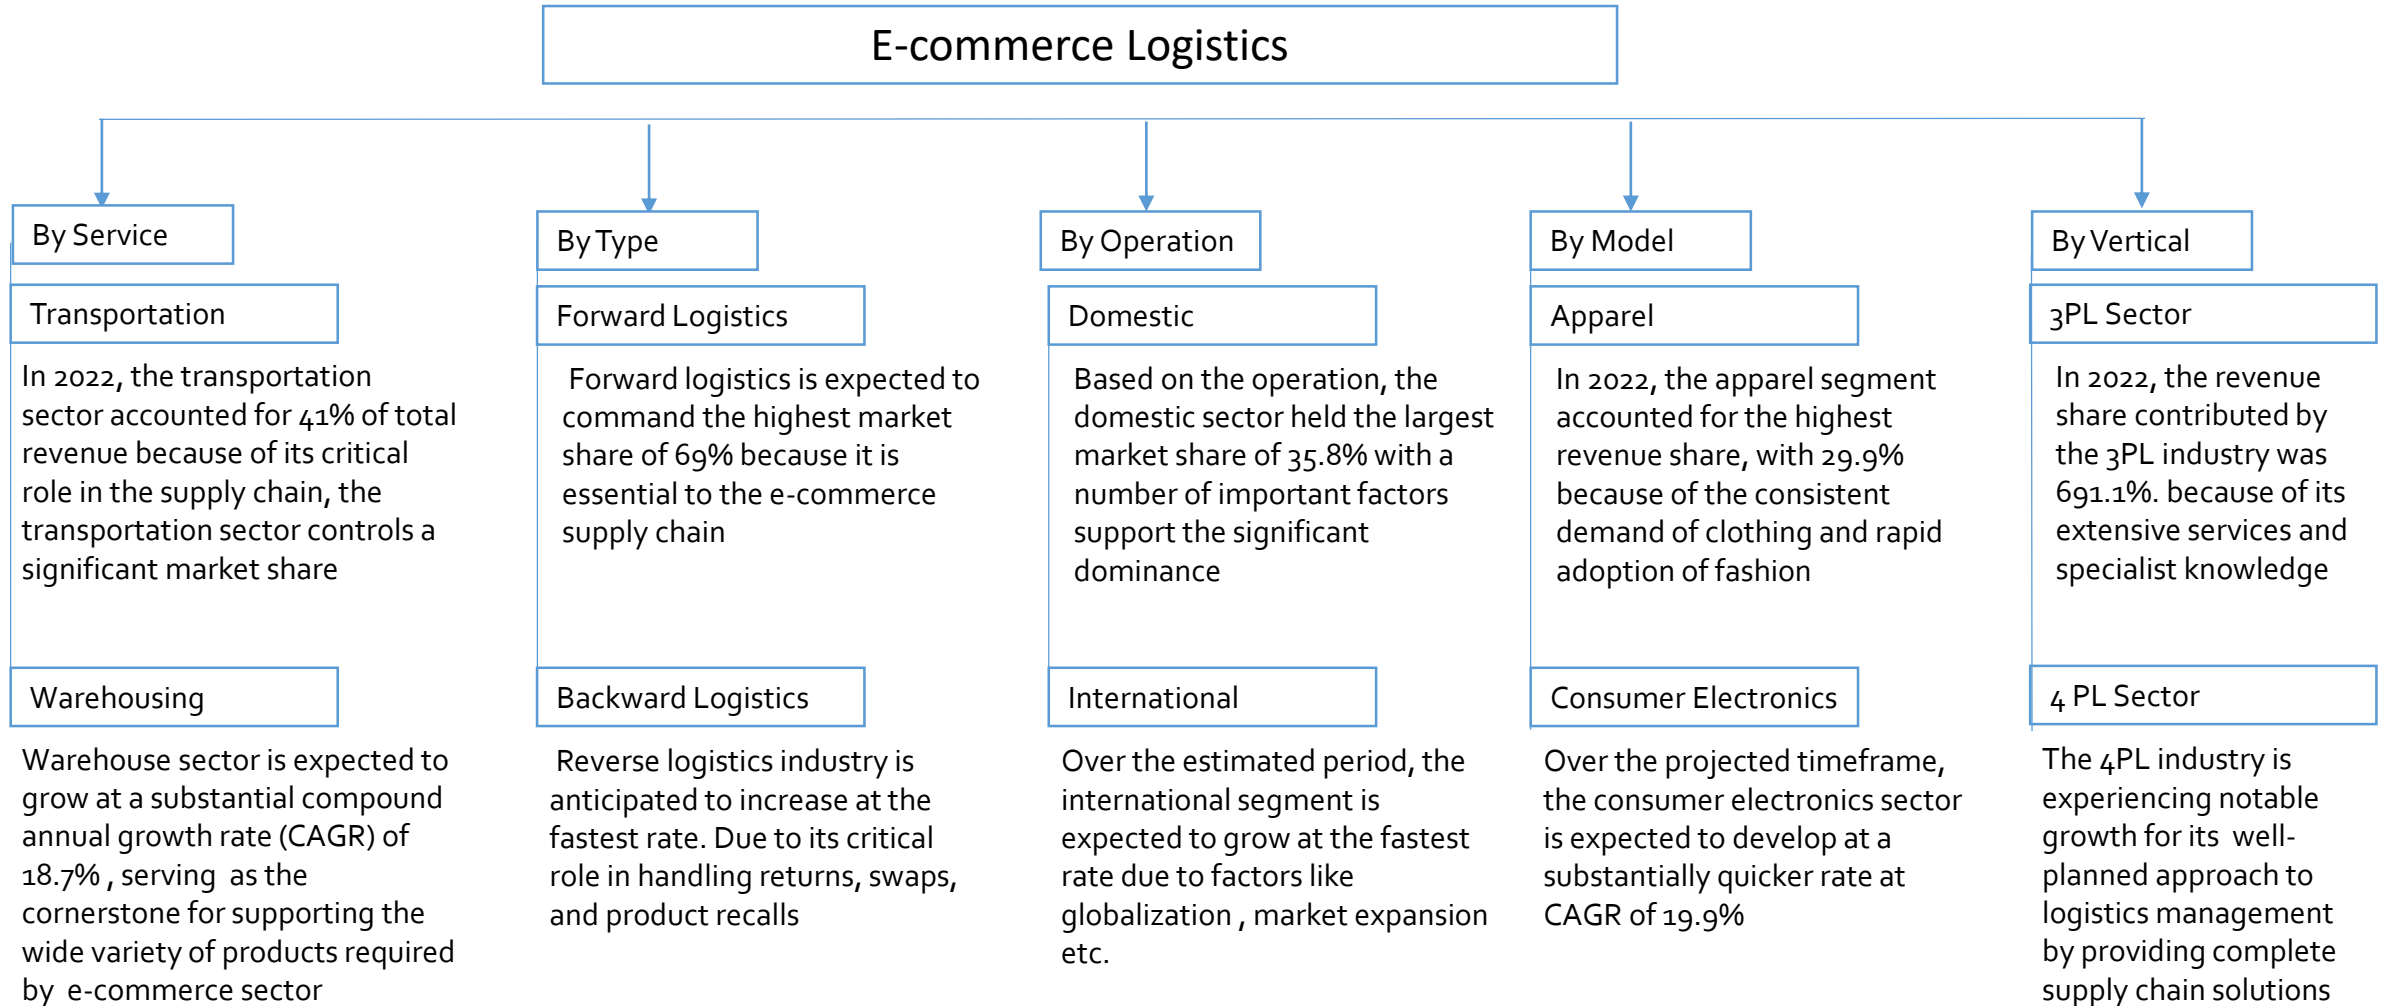 E-commerce Logistics
By Service
Transportation
In 2022, the transportation
sector accounted for 41% of total
revenue because of its critical
role in the supply chain, the
transportation sector controls a
significant market share
Warehousing
Warehouse sector is expected to
grow at a substantial compound
annual growth rate (CAGR) of
18.7% , serving  as the
cornerstone for supporting the
wide variety of products required
by  e-commerce sector
By Type
Forward Logistics
Forward logistics is expected to
command the highest market
share of 69% because it is
essential to the e-commerce
supply chain
Backward Logistics
Reverse logistics industry is
anticipated to increase at the
fastest rate. Due to its critical
role in handling returns, swaps,
and product recalls
By Operation
Domestic
Based on the operation, the
domestic sector held the largest
market share of 35.8% with a
number of important factors
support the significant
dominance
International
Over the estimated period, the
international segment is
expected to grow at the fastest
rate due to factors like
globalization , market expansion
etc.
By Model
Apparel
In 2022, the apparel segment
accounted for the highest
revenue share, with 29.9%
because of the consistent
demand of clothing and rapid
adoption of fashion
Consumer Electronics
Over the projected timeframe,
the consumer electronics sector
is expected to develop at a
substantially quicker rate at
CAGR of 19.9%
By Vertical
3PL Sector
In 2022, the revenue
share contributed by
the 3PL industry was
691.1%. because of its
extensive services and
specialist knowledge
4 PL Sector
The 4PL industry is
experiencing notable
growth for its  well-
planned approach to
logistics management
by providing complete
supply chain solutions